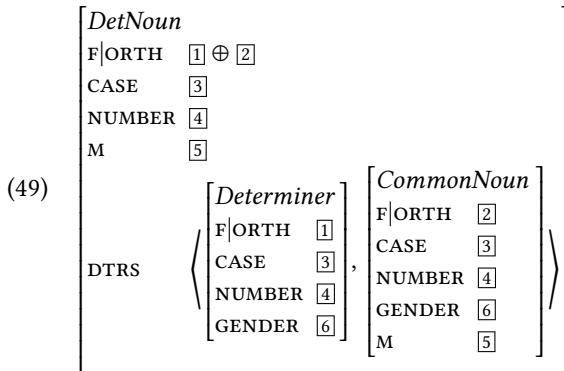 (49)
DetNoun
F|ORTH 1 ⊕ 2
CASE 3
NUMBER 4
M 5
DTRS
⟨
Determiner
F|ORTH 1
CASE 3
NUMBER 4
GENDER 6
,
CommonNoun
F|ORTH 2
CASE 3
NUMBER 4
GENDER 6
M 5
⟩